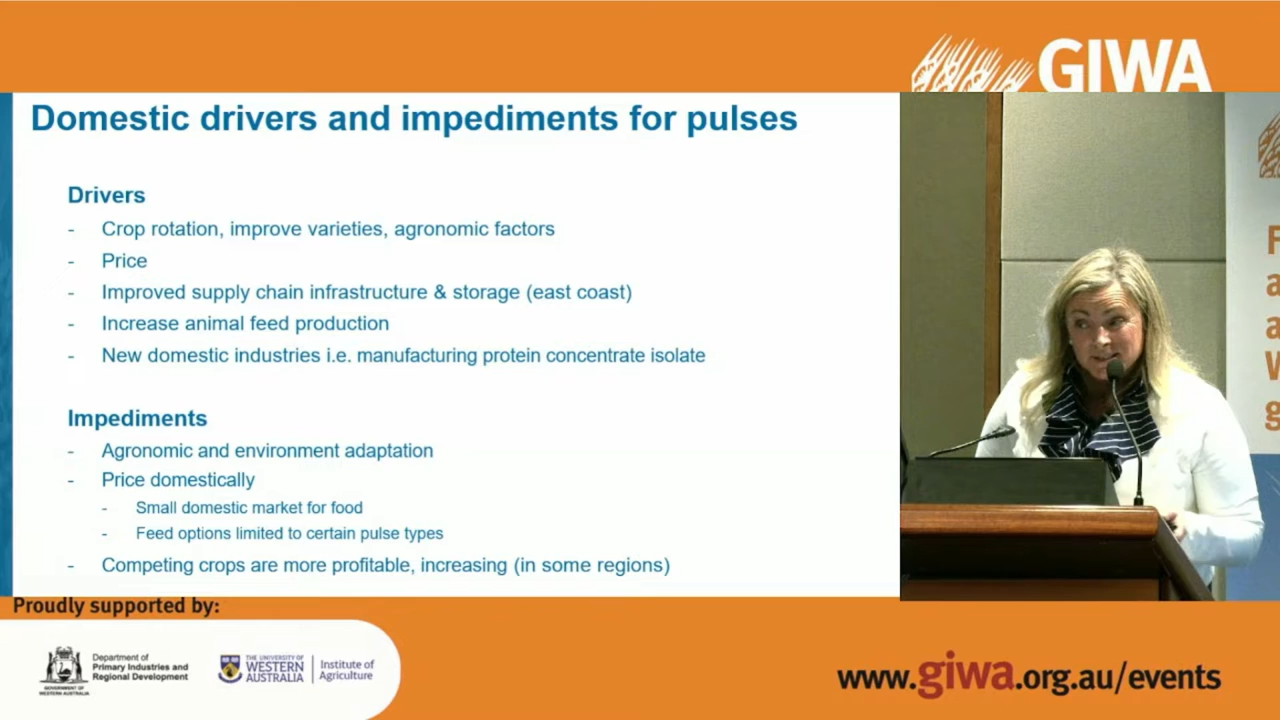 GIWA
Domestic drivers and impediments for pulses
Drivers
- Crop rotation, improve varieties, agronomic factors
- Price
- Improved supply chain infrastructure & storage (east coast)
- Increase animal feed production
- New domestic industries i.e. manufacturing protein concentrate isolate
Impediments
- Agronomic and environment adaptation
- Price domestically
- Small domestic market for food
- Feed options limited to certain pulse types
- Competing crops are more profitable, increasing (in some regions)
F
a
a
W
g
Proudly supported by:
GOVERNMENT OF
WESTERN AUSTRALIA
Department of
Primary Industries and
Regional Development
THE UNIVERSITY OF
WESTERN
AUSTRALIA
Institute of
Agriculture
www.giwa.org.au/events